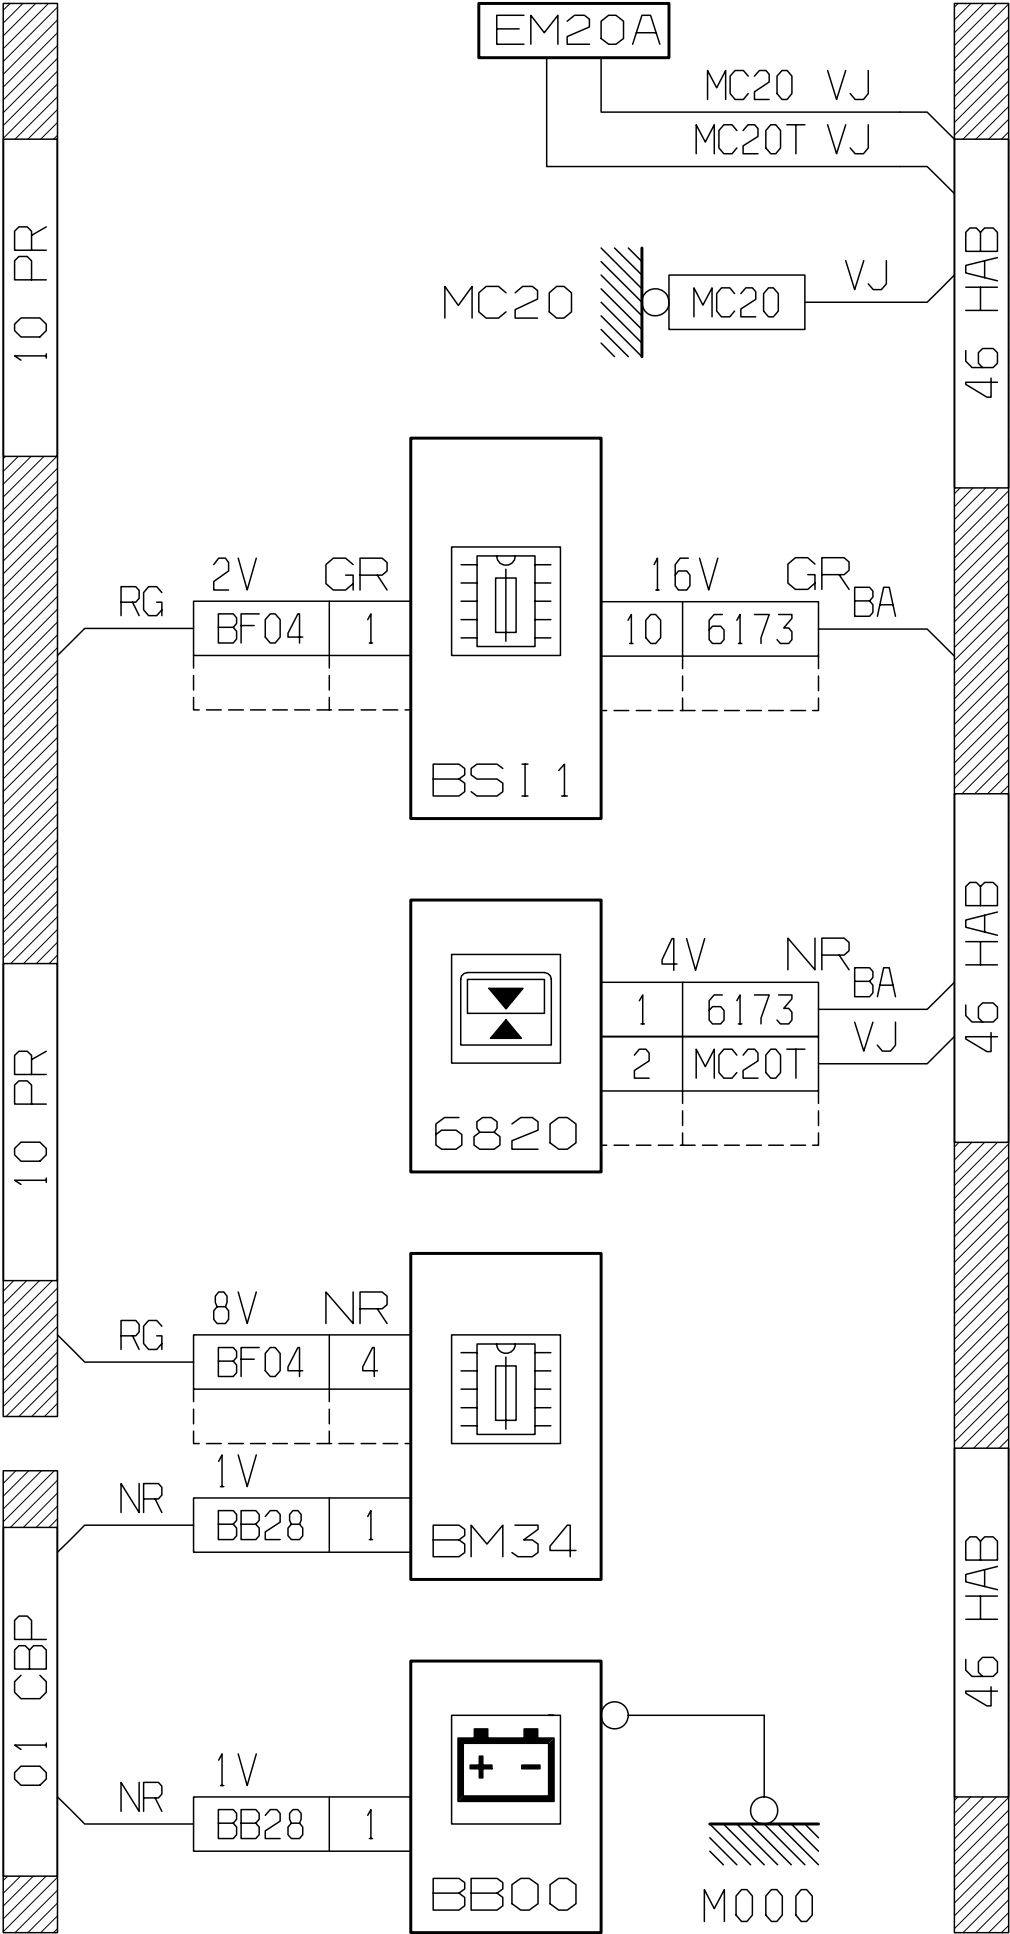 EM20A
MC20 VJ
MC20T VJ
10 PR
46 HAB
MC20
MC20
VJ
2V GR
RG
BF04 1
16V GR
BA
10 6173
BSI1
4V NR
BA
1 6173
VJ
2 MC20T
6820
46 HAB
10 PR
8V NR
RG
BF04 4
1V
NR
BB28 1
BM34
46 HAB
01 CBP
1V
NR
BB28 1
+ -
BB00
M000